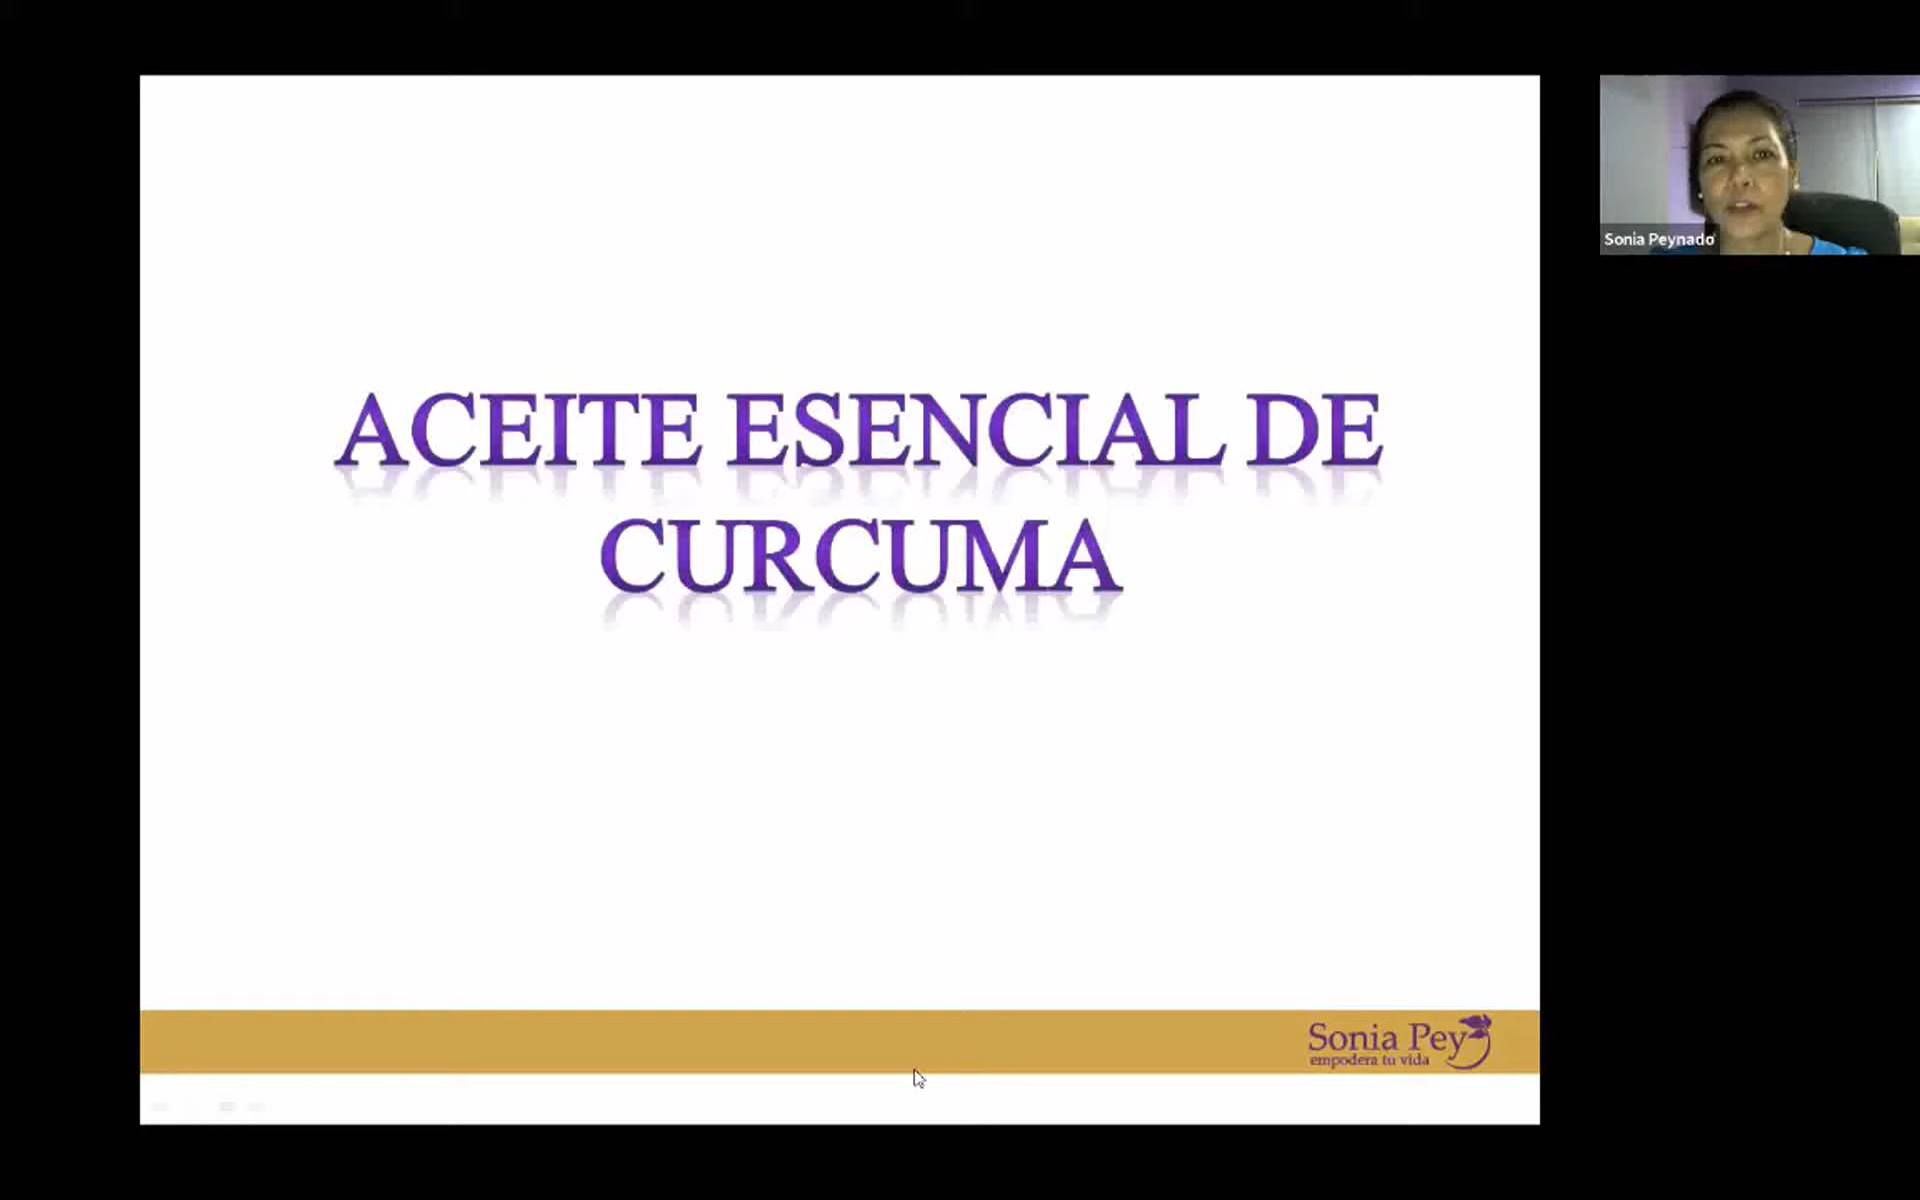 ACEITE ESENCIAL DE
CURCUMA
Sonia Peynado
Sonia Pey
empodera tu vida